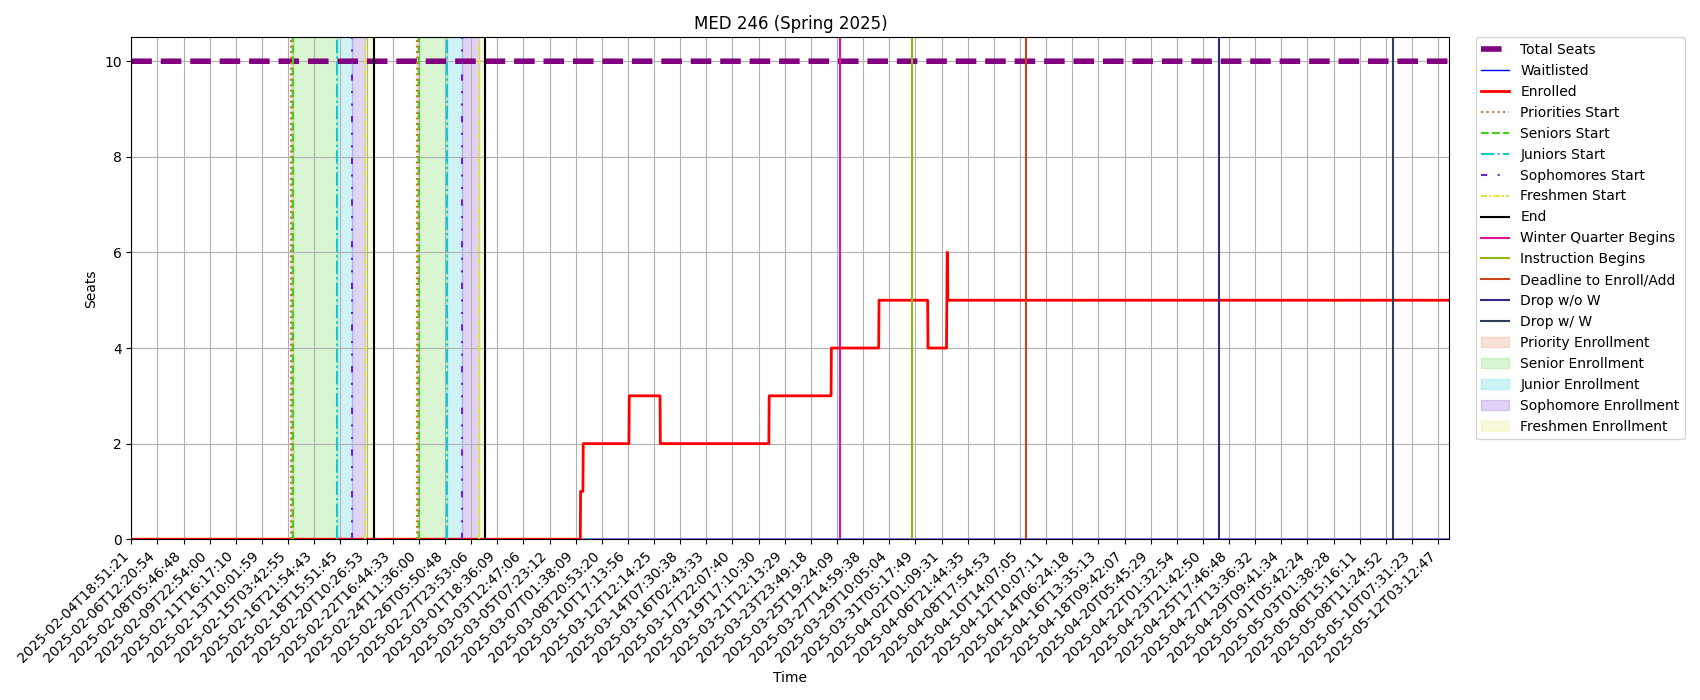 MED 246 (Spring 2025)
Seats
10
8
6
4
2
0
2025-02-04T18:51:21
2025-02-06T12:20:54
2025-02-08T05:46:48
2025-02-09T22:54:00
2025-02-11T16:17:10
2025-02-13T10:01:59
2025-02-15T03:42:55
2025-02-16T21:54:43
2025-02-18T15:51:45
2025-02-20T10:26:53
2025-02-22T16:44:33
2025-02-24T11:36:00
2025-02-26T05:50:48
2025-02-27T23:53:06
2025-03-01T18:36:09
2025-03-03T12:47:06
2025-03-05T07:23:12
2025-03-07T01:38:09
2025-03-08T20:53:20
2025-03-10T17:13:56
2025-03-12T12:14:25
2025-03-14T07:30:38
2025-03-16T02:43:33
2025-03-17T22:07:40
2025-03-19T17:10:30
2025-03-21T12:13:29
2025-03-23T23:49:18
2025-03-25T19:24:09
2025-03-27T14:59:38
2025-03-29T10:05:04
2025-03-31T05:17:49
2025-04-02T01:09:31
2025-04-06T21:44:35
2025-04-08T17:54:53
2025-04-10T14:07:05
2025-04-12T10:07:11
2025-04-14T06:24:18
2025-04-16T13:35:13
2025-04-18T09:42:07
2025-04-20T05:45:29
2025-04-22T01:32:54
2025-04-23T21:42:50
2025-04-25T17:46:48
2025-04-27T13:36:32
2025-04-29T09:41:34
2025-05-01T05:42:24
2025-05-03T01:38:28
2025-05-06T15:16:11
2025-05-08T11:24:52
2025-05-10T07:31:23
2025-05-12T03:12:47
Time
Total Seats
Waitlisted
Enrolled
Priorities Start
Seniors Start
Juniors Start
Sophomores Start
Freshmen Start
End
Winter Quarter Begins
Instruction Begins
Deadline to Enroll/Add
Drop w/o W
Drop w/ W
Priority Enrollment
Senior Enrollment
Junior Enrollment
Sophomore Enrollment
Freshmen Enrollment